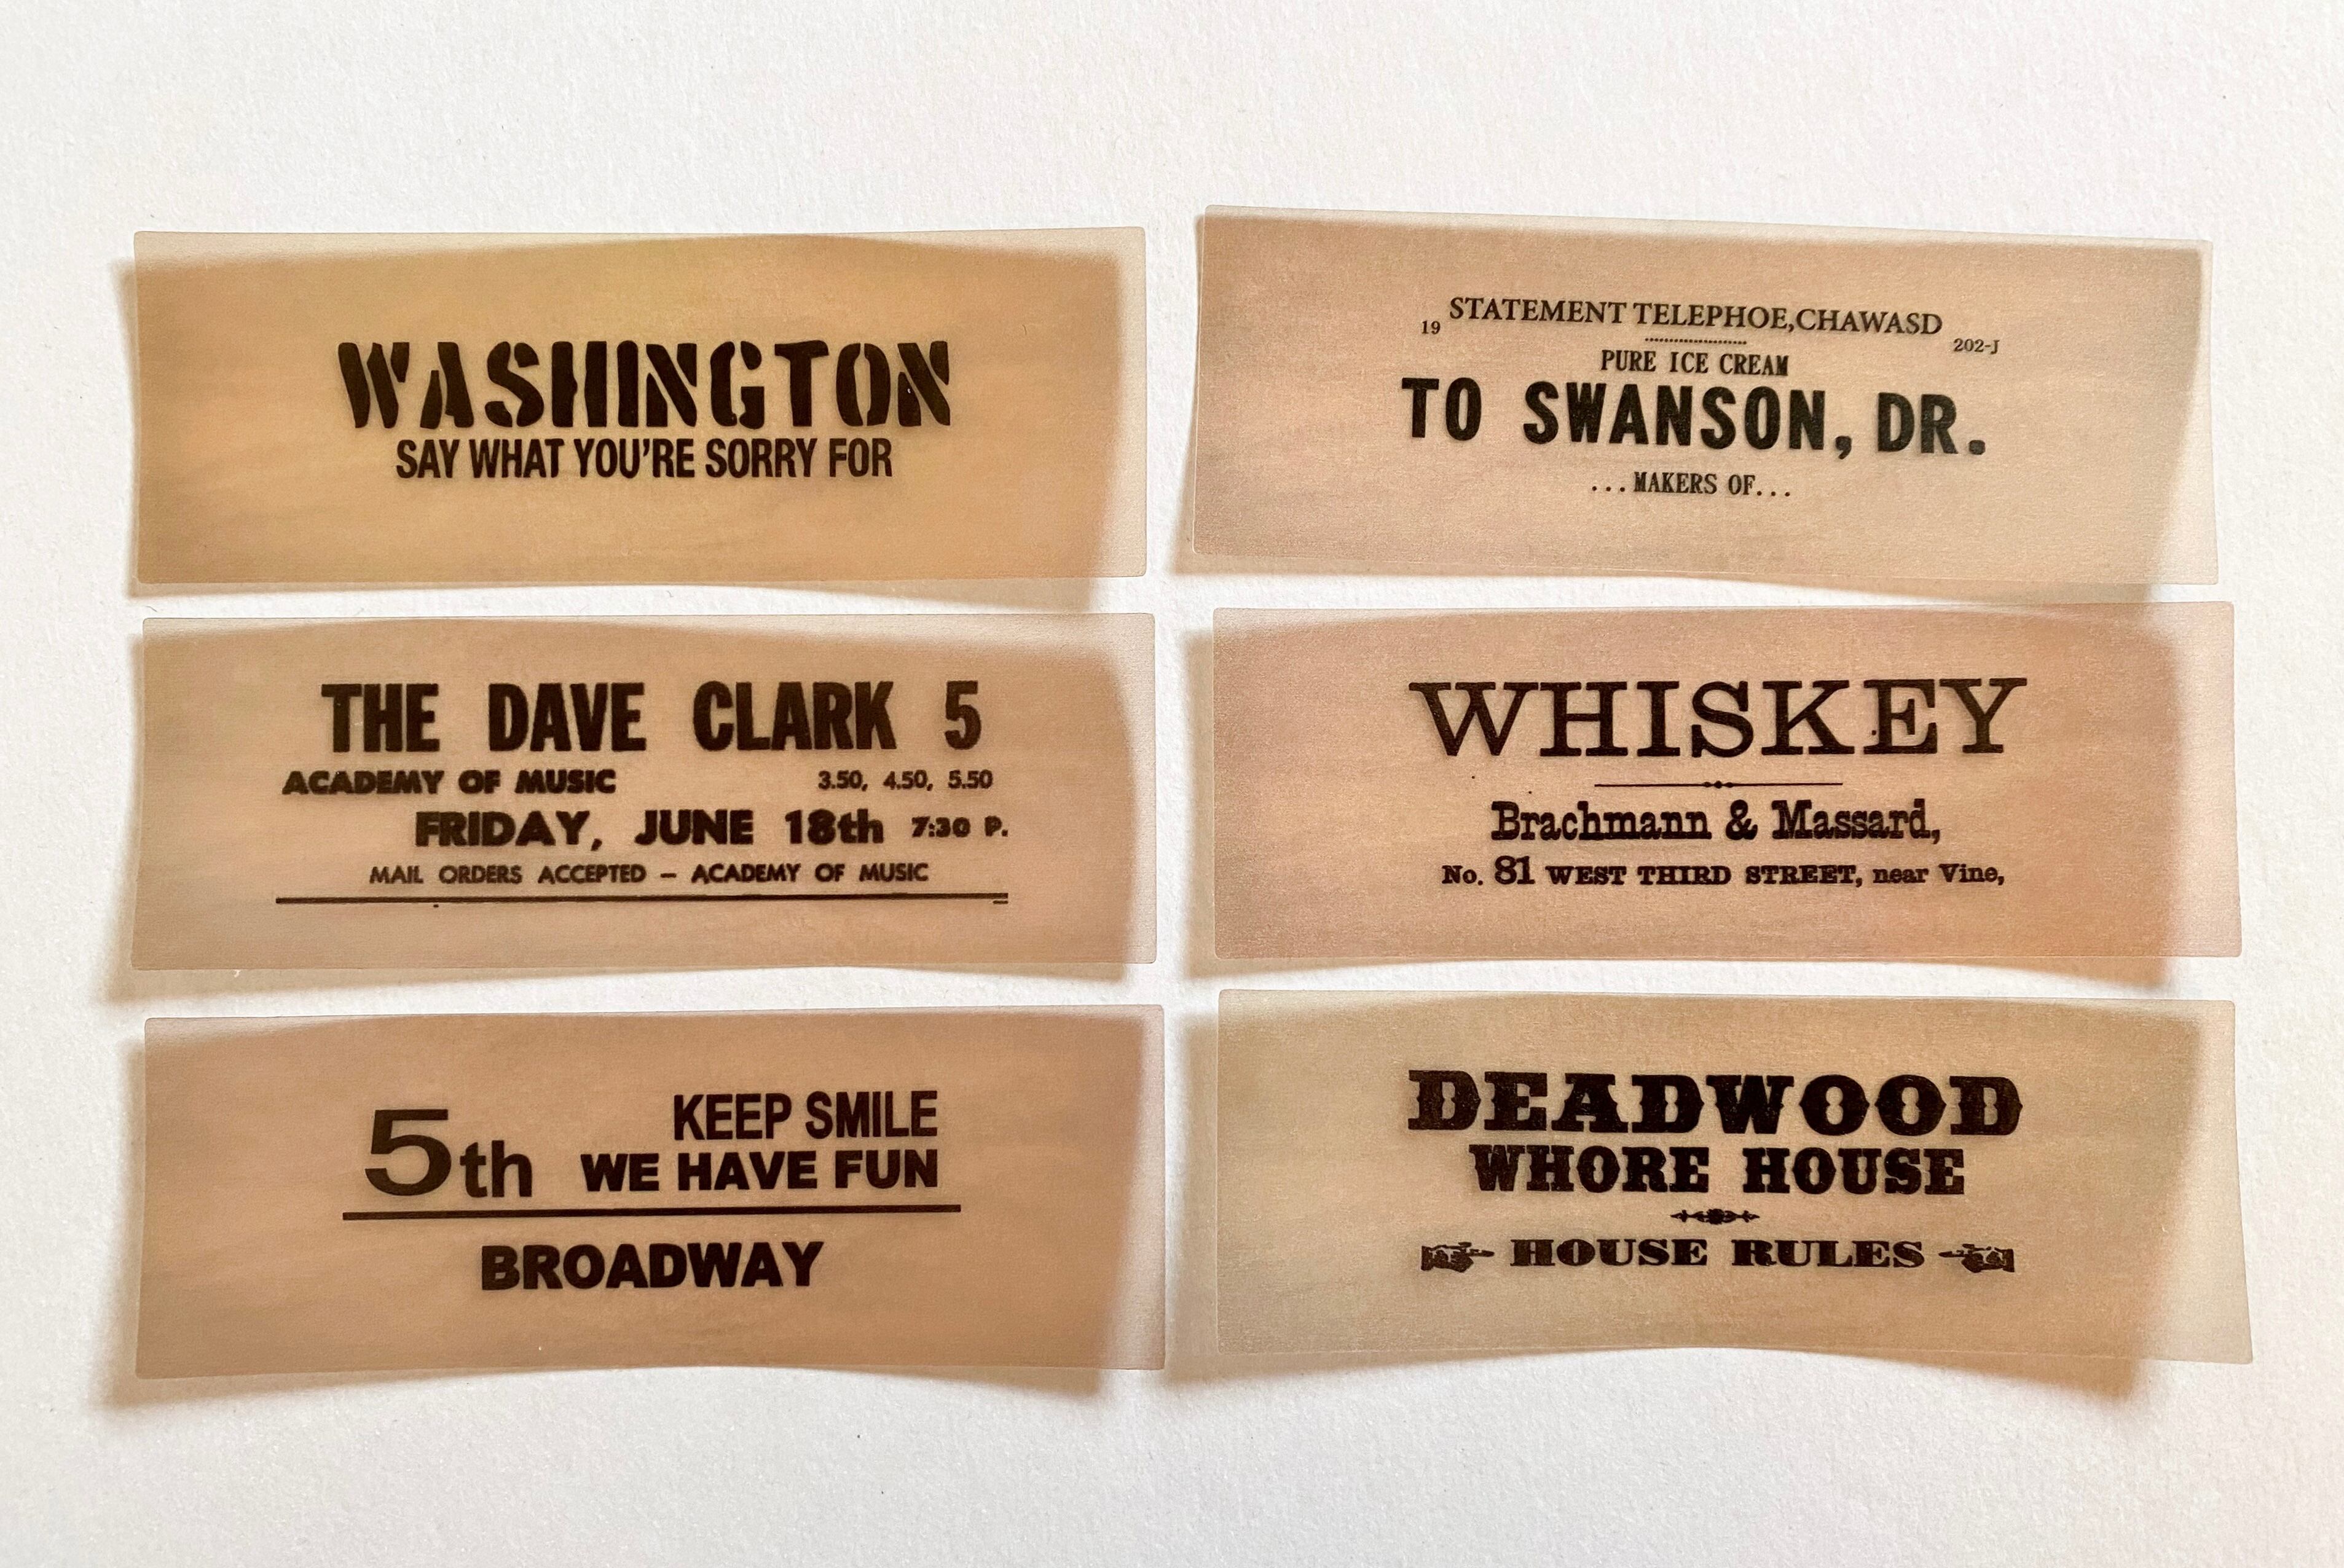 WASHINGTON
SAY WHAT YOU'RE SORRY FOR
19 STATEMENT TELEPHOE,CHAWASD 202-J
PURE ICE CREAM
TO SWANSON, DR.
...MAKERS OF...
THE DAVE CLARK 5
ACADEMY OF MUSIC 3.50, 4.50, 5.50
FRIDAY, JUNE 18th 7:30 P.
MAIL ORDERS ACCEPTED — ACADEMY OF MUSIC
WHISKEY
Brachmann & Massard,
No. 81 WEST THIRD STREET, near Vine,
5th KEEP SMILE
WE HAVE FUN
BROADWAY
DEADWOOD
WHORE HOUSE
HOUSE RULES